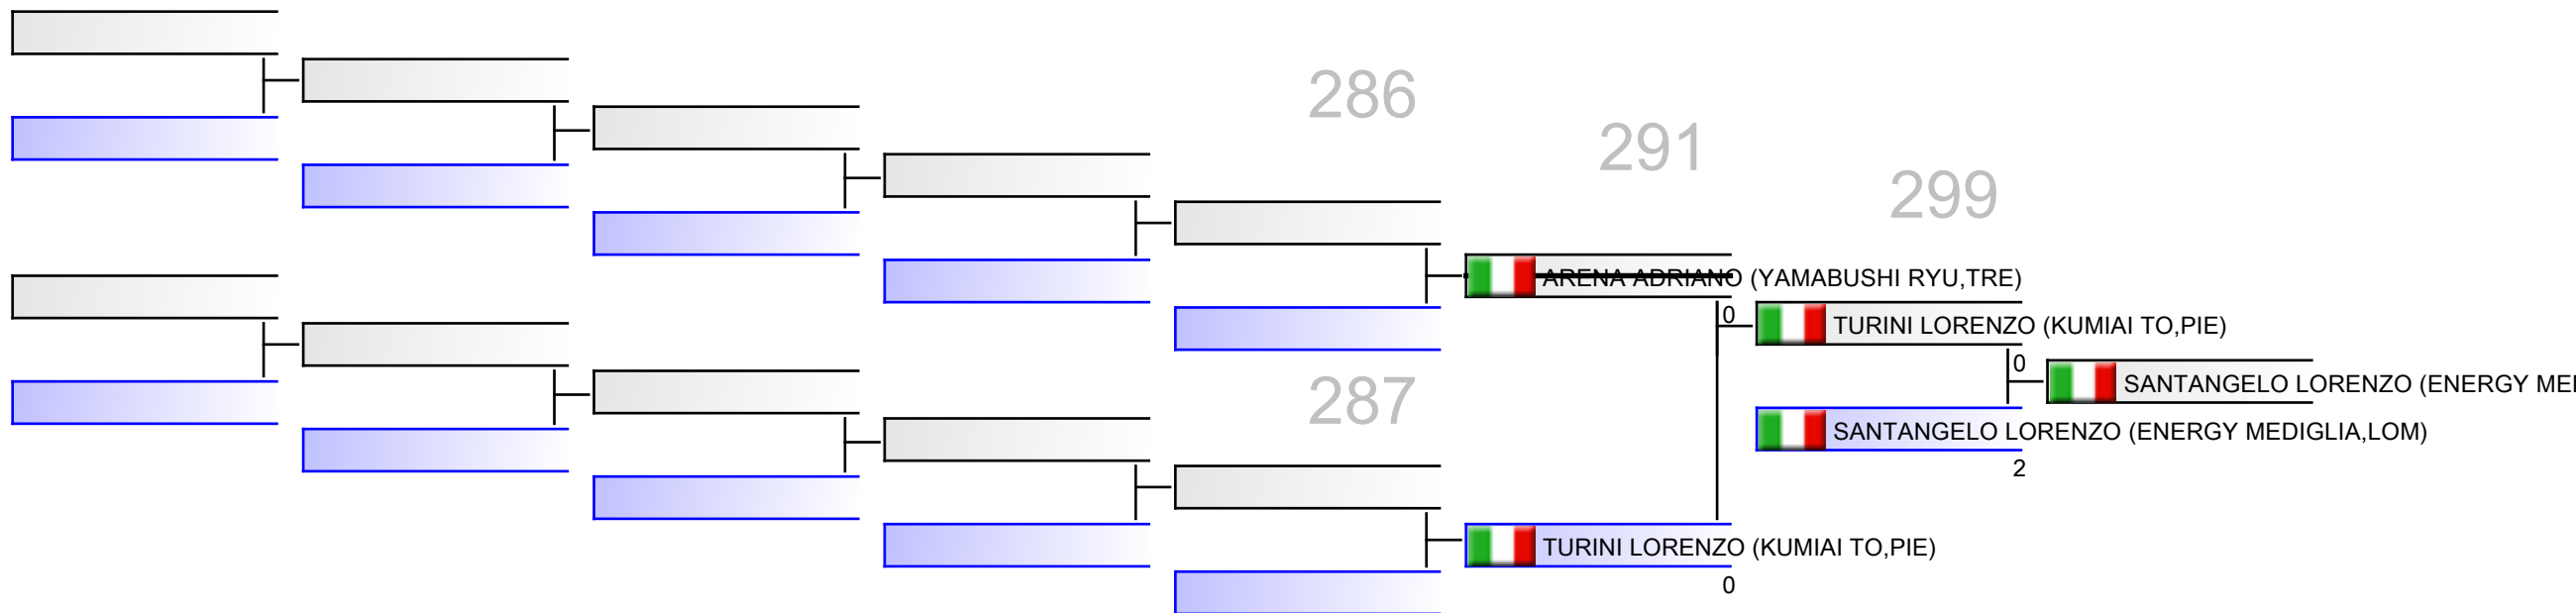 286
291
299
ARENA ADRIANO (YAMABUSHI RYU,TRE)
0
TURINI LORENZO (KUMIAI TO,PIE)
0
SANTANGELO LORENZO (ENERGY
287
SANTANGELO LORENZO (ENERGY MEDIGLIA,LOM)
2
TURINI LORENZO (KUMIAI TO,PIE)
0